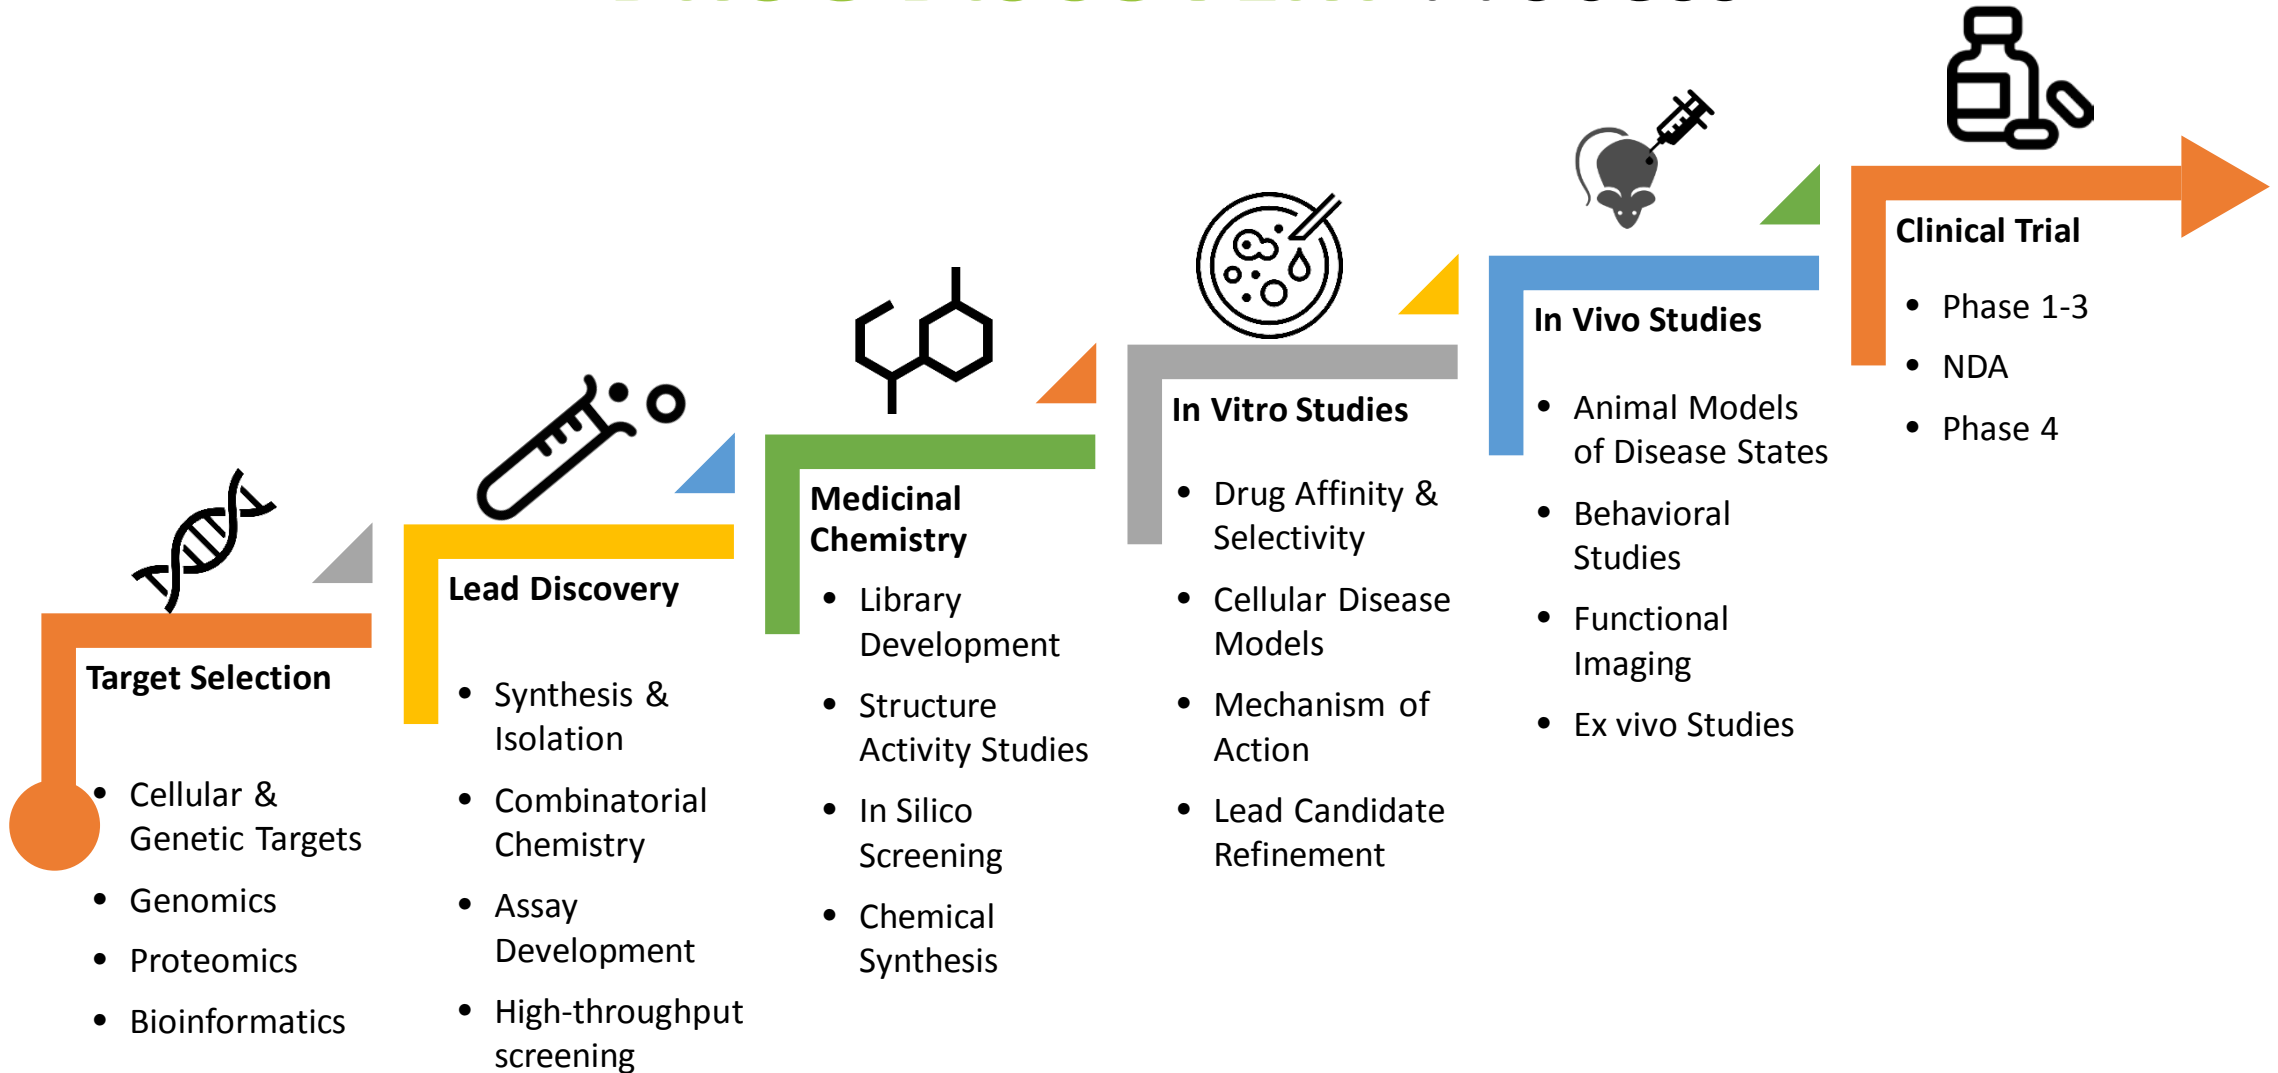 Target Selection
• Cellular &
Genetic Targets
• Genomics
• Proteomics
• Bioinformatics
Lead Discovery
• Synthesis &
Isolation
• Combinatorial
Chemistry
• Assay
Development
• High-throughput
screening
Medicinal
Chemistry
• Library
Development
• Structure
Activity Studies
• In Silico
Screening
• Chemical
Synthesis
In Vitro Studies
• Drug Affinity &
Selectivity
• Cellular Disease
Models
• Mechanism of
Action
• Lead Candidate
Refinement
In Vivo Studies
• Animal Models
of Disease States
• Behavioral
Studies
• Functional
Imaging
• Ex vivo Studies
Clinical Trial
• Phase 1-3
• NDA
• Phase 4